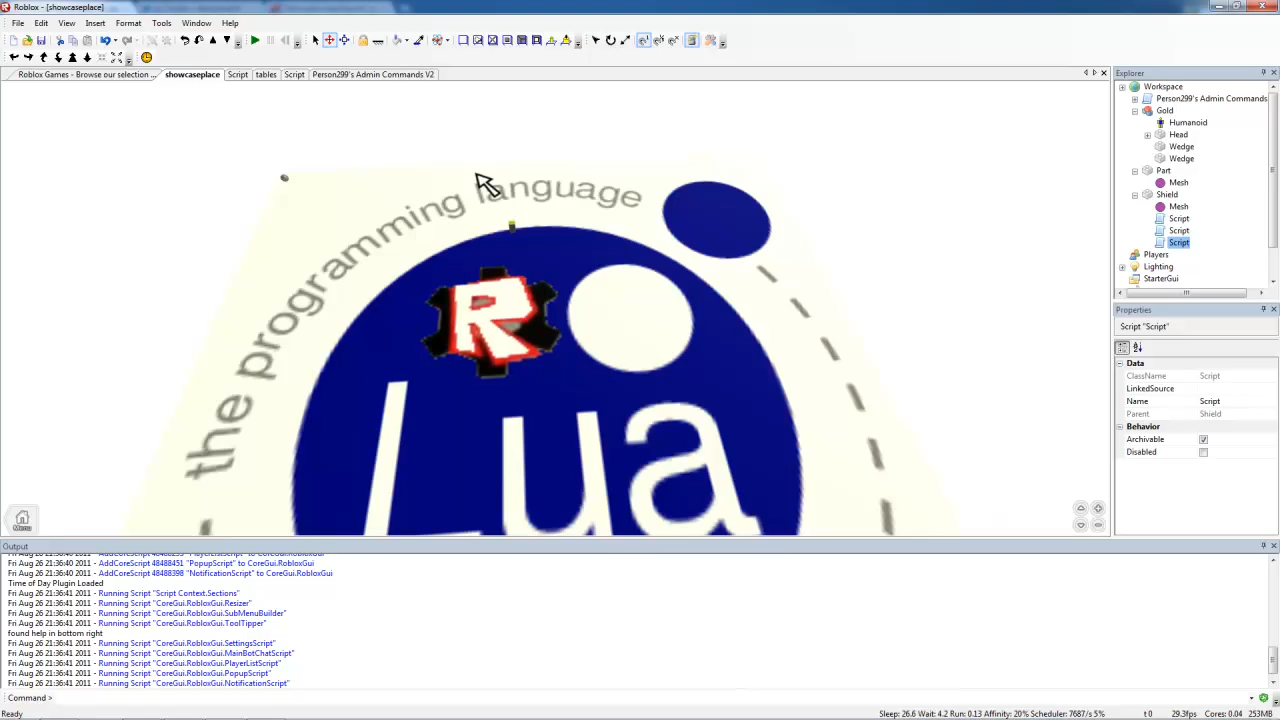 Roblox - [showcaseplace]
File Edit View Insert Format Tools Window Help
Roblox Games - Browse our selection ... showcaseplace Script tables Script Person299's Admin Commands V2
the programming language
R
Lua
Menu
Explorer
Workspace
Person299's Admin Commands
Gold
Humanoid
Head
Wedge
Wedge
Part
Mesh
Shield
Mesh
Script
Script
Script
Players
Lighting
StarterGui
Properties
Script "Script"
Data
ClassName Script
LinkedSource
Name Script
Parent Shield
Behavior
Archivable
Disabled
Output
Fri Aug 26 21:36:40 2011 - AddCoreScript 48488451 "PopupScript" to CoreGui.RobloxGui
Fri Aug 26 21:36:40 2011 - AddCoreScript 48488398 "NotificationScript" to CoreGui.RobloxGui
Time of Day Plugin Loaded
Fri Aug 26 21:36:41 2011 - Running Script "Script Context.Sections"
Fri Aug 26 21:36:41 2011 - Running Script "CoreGui.RobloxGui.Resizer"
Fri Aug 26 21:36:41 2011 - Running Script "CoreGui.RobloxGui.SubMenuBuilder"
Fri Aug 26 21:36:41 2011 - Running Script "CoreGui.RobloxGui.ToolTipper"
found help in bottom right
Fri Aug 26 21:36:41 2011 - Running Script "CoreGui.RobloxGui.SettingsScript"
Fri Aug 26 21:36:41 2011 - Running Script "CoreGui.RobloxGui.MainBotChatScript"
Fri Aug 26 21:36:41 2011 - Running Script "CoreGui.RobloxGui.PlayerListScript"
Fri Aug 26 21:36:41 2011 - Running Script "CoreGui.RobloxGui.PopupScript"
Fri Aug 26 21:36:41 2011 - Running Script "CoreGui.RobloxGui.NotificationScript"
Command >
Ready Sleep: 26.6 Wait: 4.2 Run: 0.13 Affinity: 20% Scheduler: 7687/s 5% t 0 29.3fps Cores: 0.04 253MB